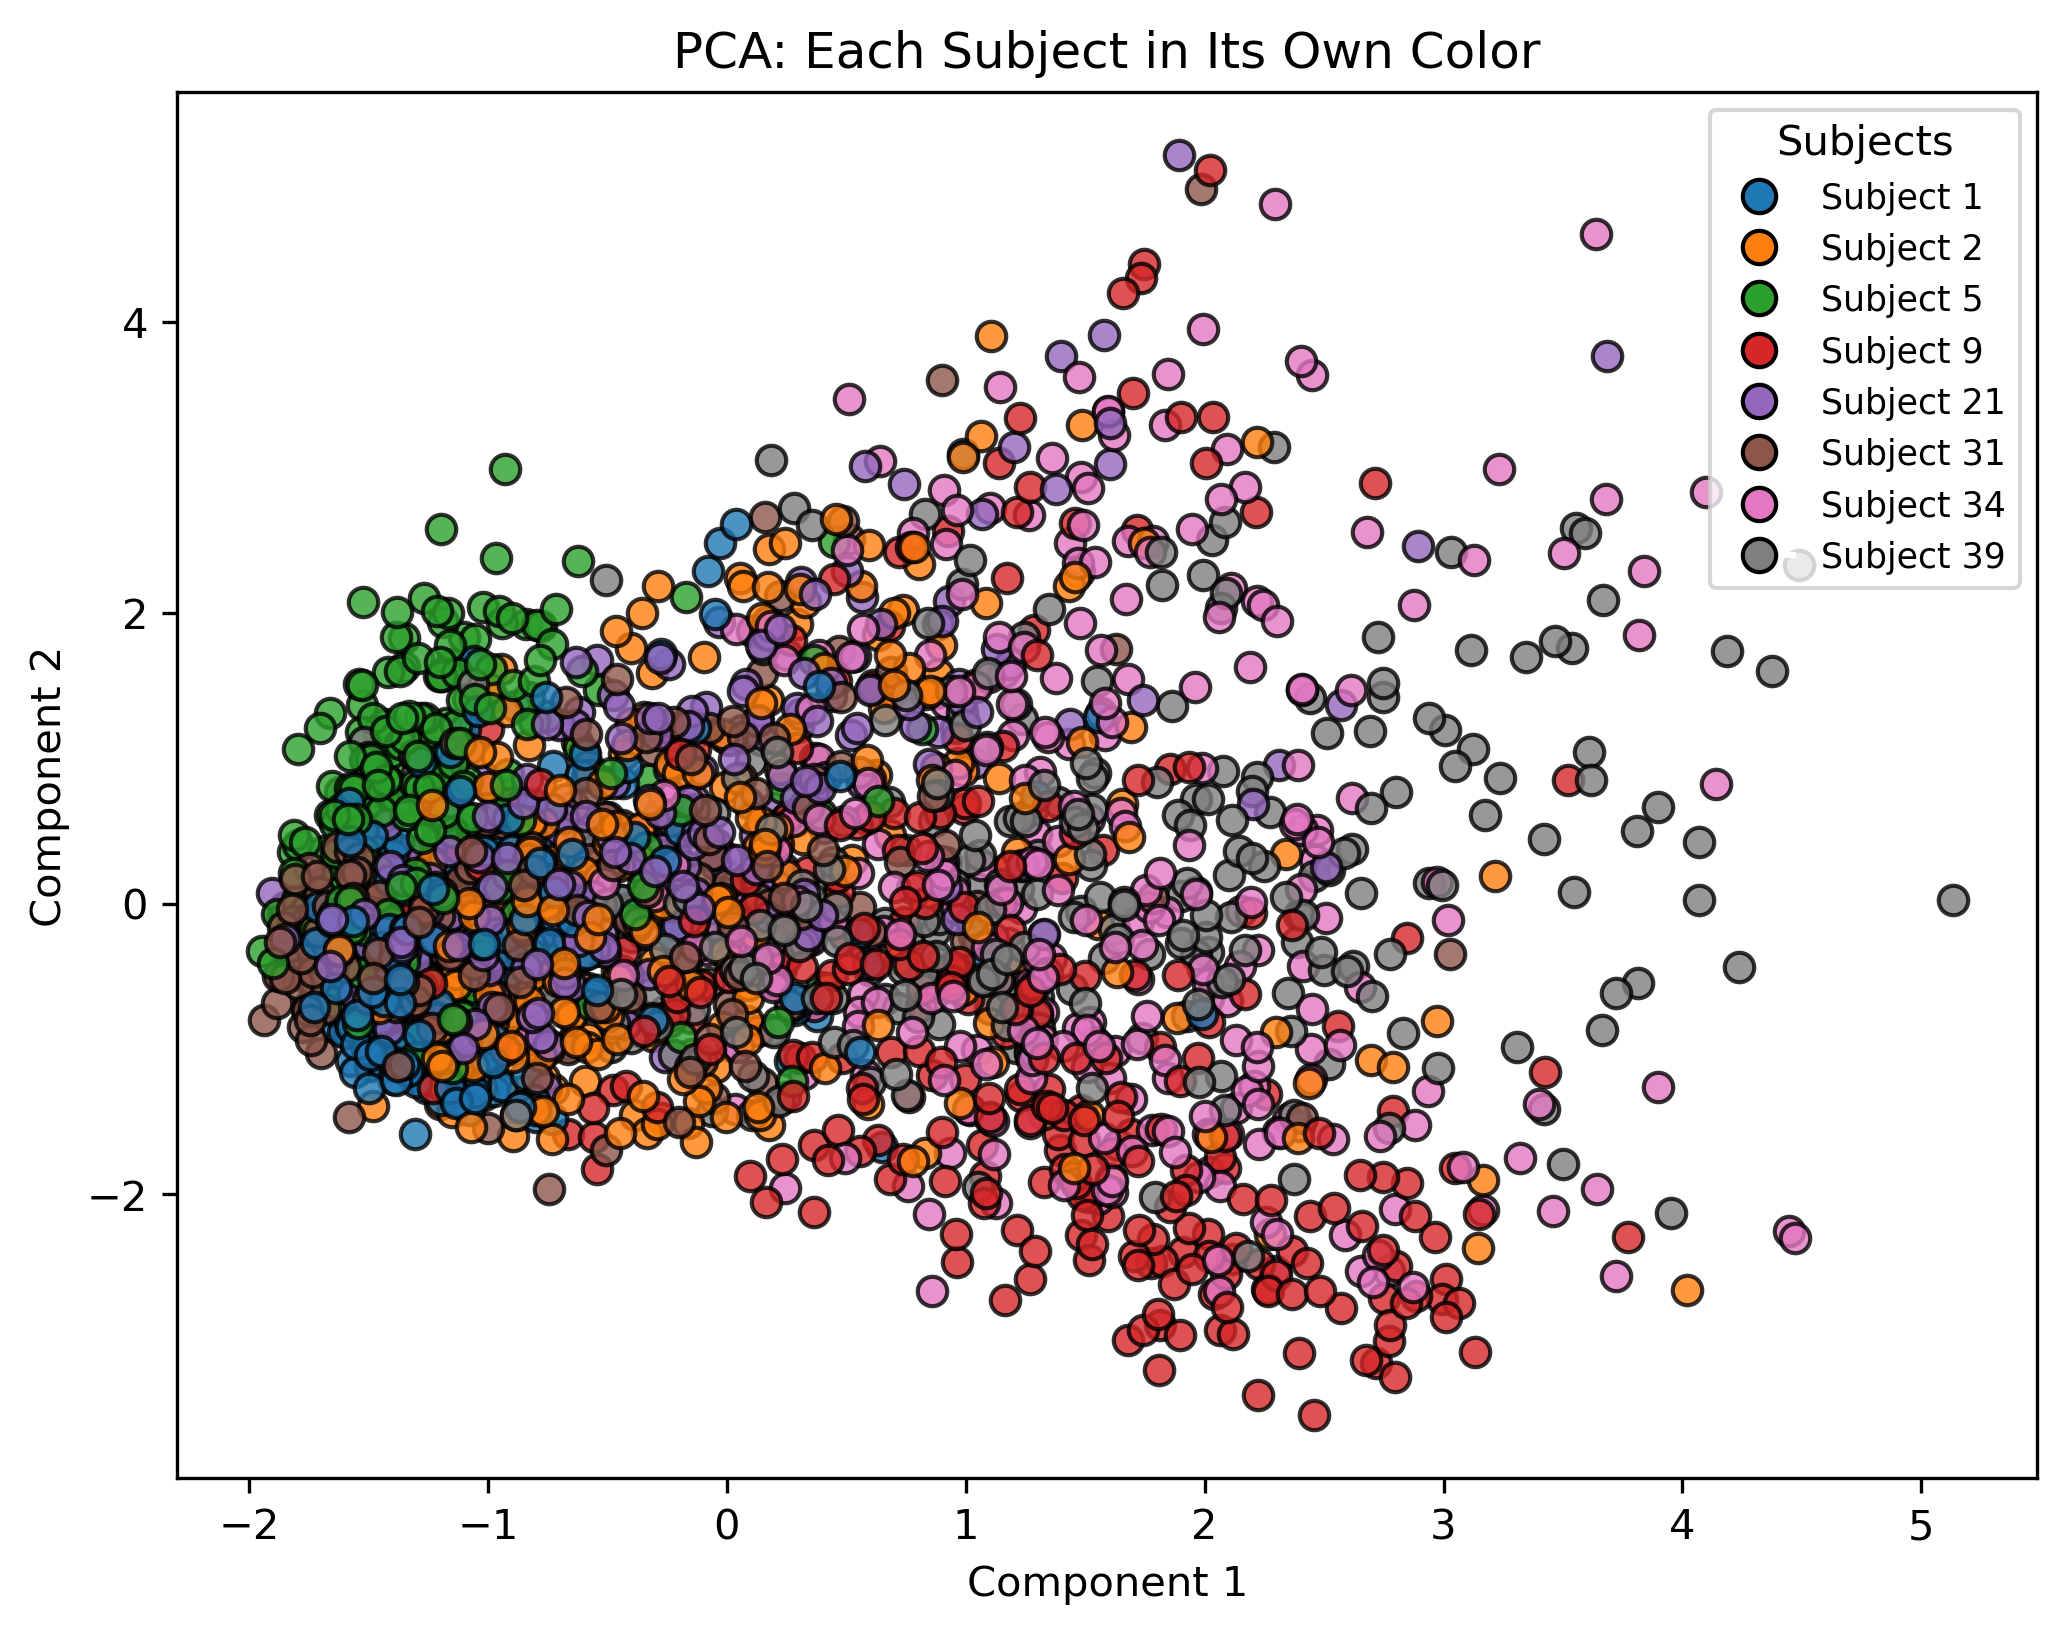 PCA: Each Subject in Its Own Color
Subjects
Subject 1
Subject 2
Subject 5
Subject 9
Subject 21
Subject 31
Subject 34
Subject 39
Component 2
4
2
0
−2
−2
−1
0
1
2
3
4
5
Component 1